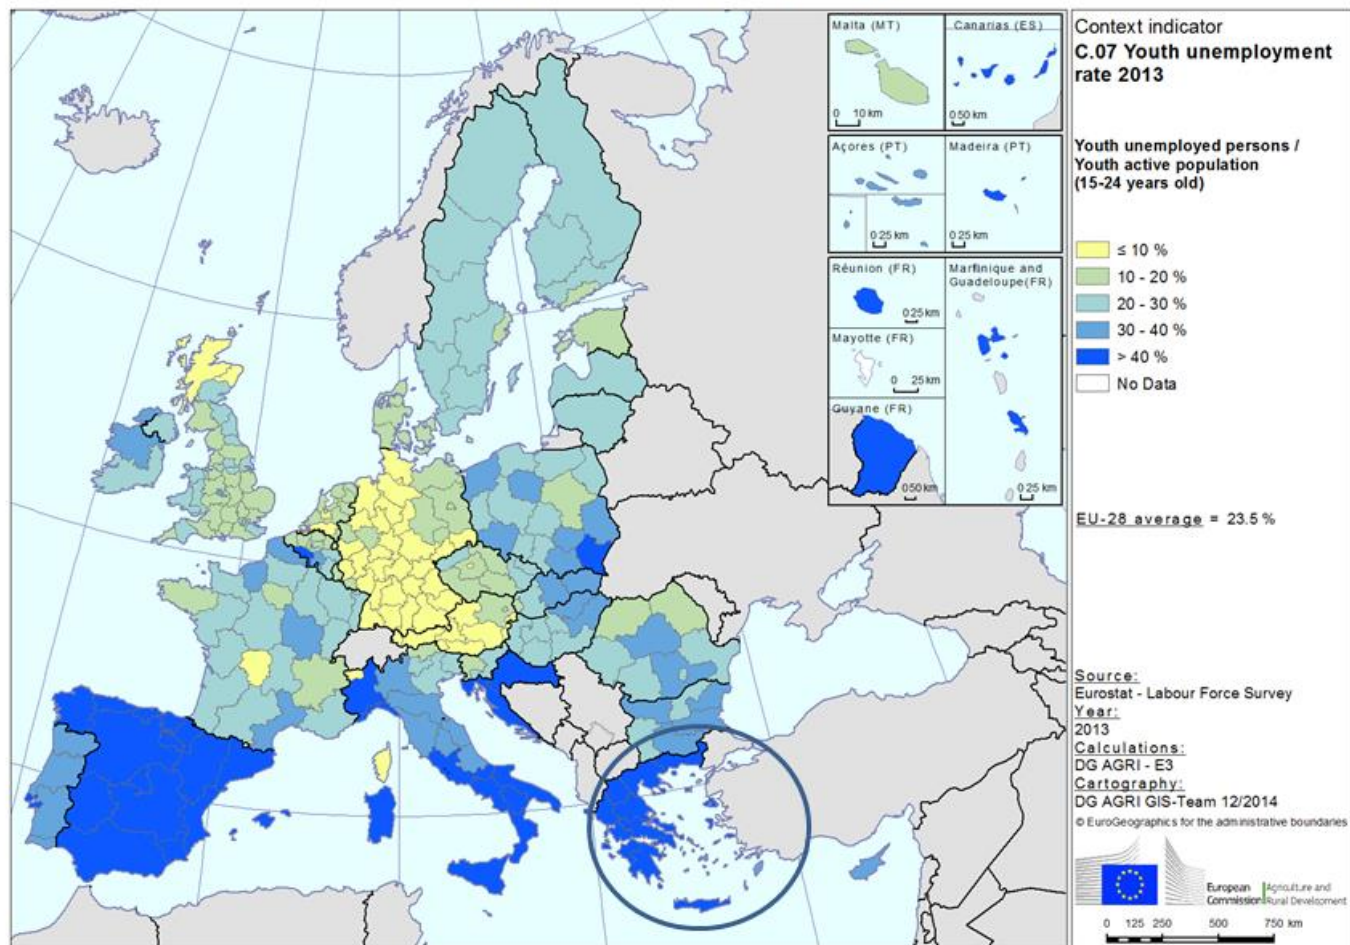 Malta (MT)
0 10 km
Canarias (ES)
0 50 km
Açores (PT)
0 25 km
Madeira (PT)
0 25 km
Réunion (FR)
0 25 km
Mayotte (FR)
0 25 km
Guyane (FR)
0 50 km
Martinique and
Guadeloupe(FR)
0 25 km
Context indicator
C.07 Youth unemployment
rate 2013
Youth unemployed persons /
Youth active population
(15-24 years old)
≤ 10 %
10 - 20 %
20 - 30 %
30 - 40 %
> 40 %
No Data
EU-28 average = 23.5 %
Source:
Eurostat - Labour Force Survey
Year:
2013
Calculations:
DG AGRI - E3
Cartography:
DG AGRI GIS-Team 12/2014
© EuroGeographics for the administrative boundaries
European
Commission
Agriculture and
Rural Development
0 125 250 500 750 km